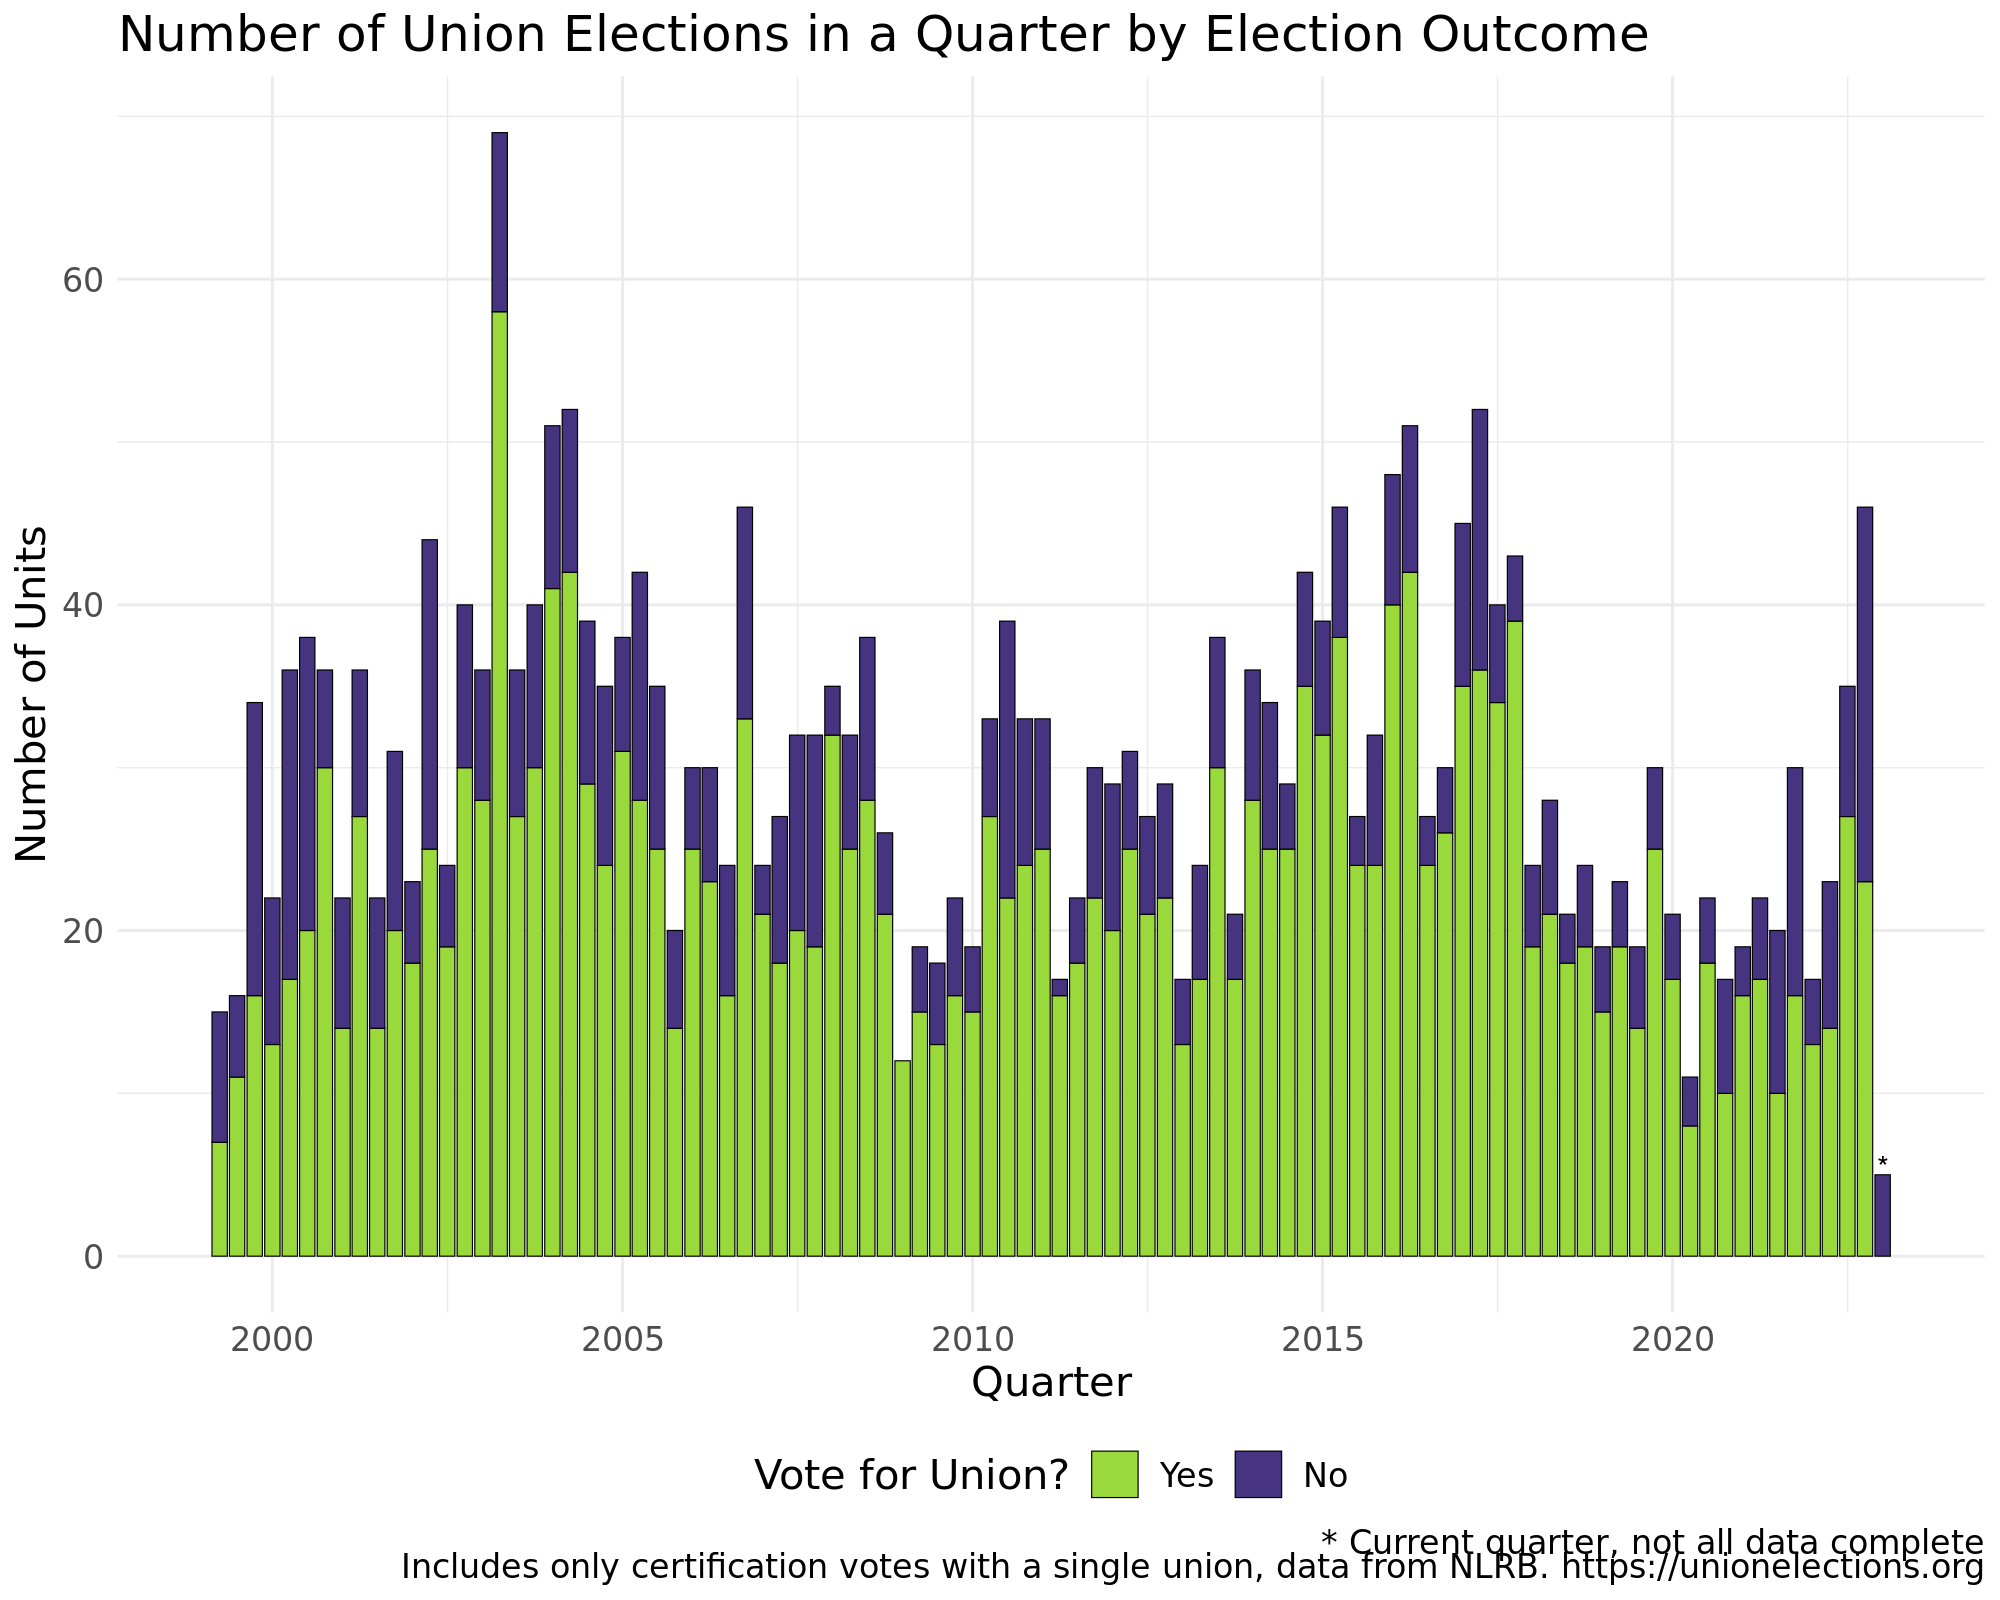 Number of Union Elections in a Quarter by Election Outcome
Number of Units
60
40
20
0
*
2000 2005 2010 2015 2020
Quarter
Vote for Union? Yes No
* Current quarter, not all data complete
Includes only certification votes with a single union, data from NLRB. https://unionelections.org